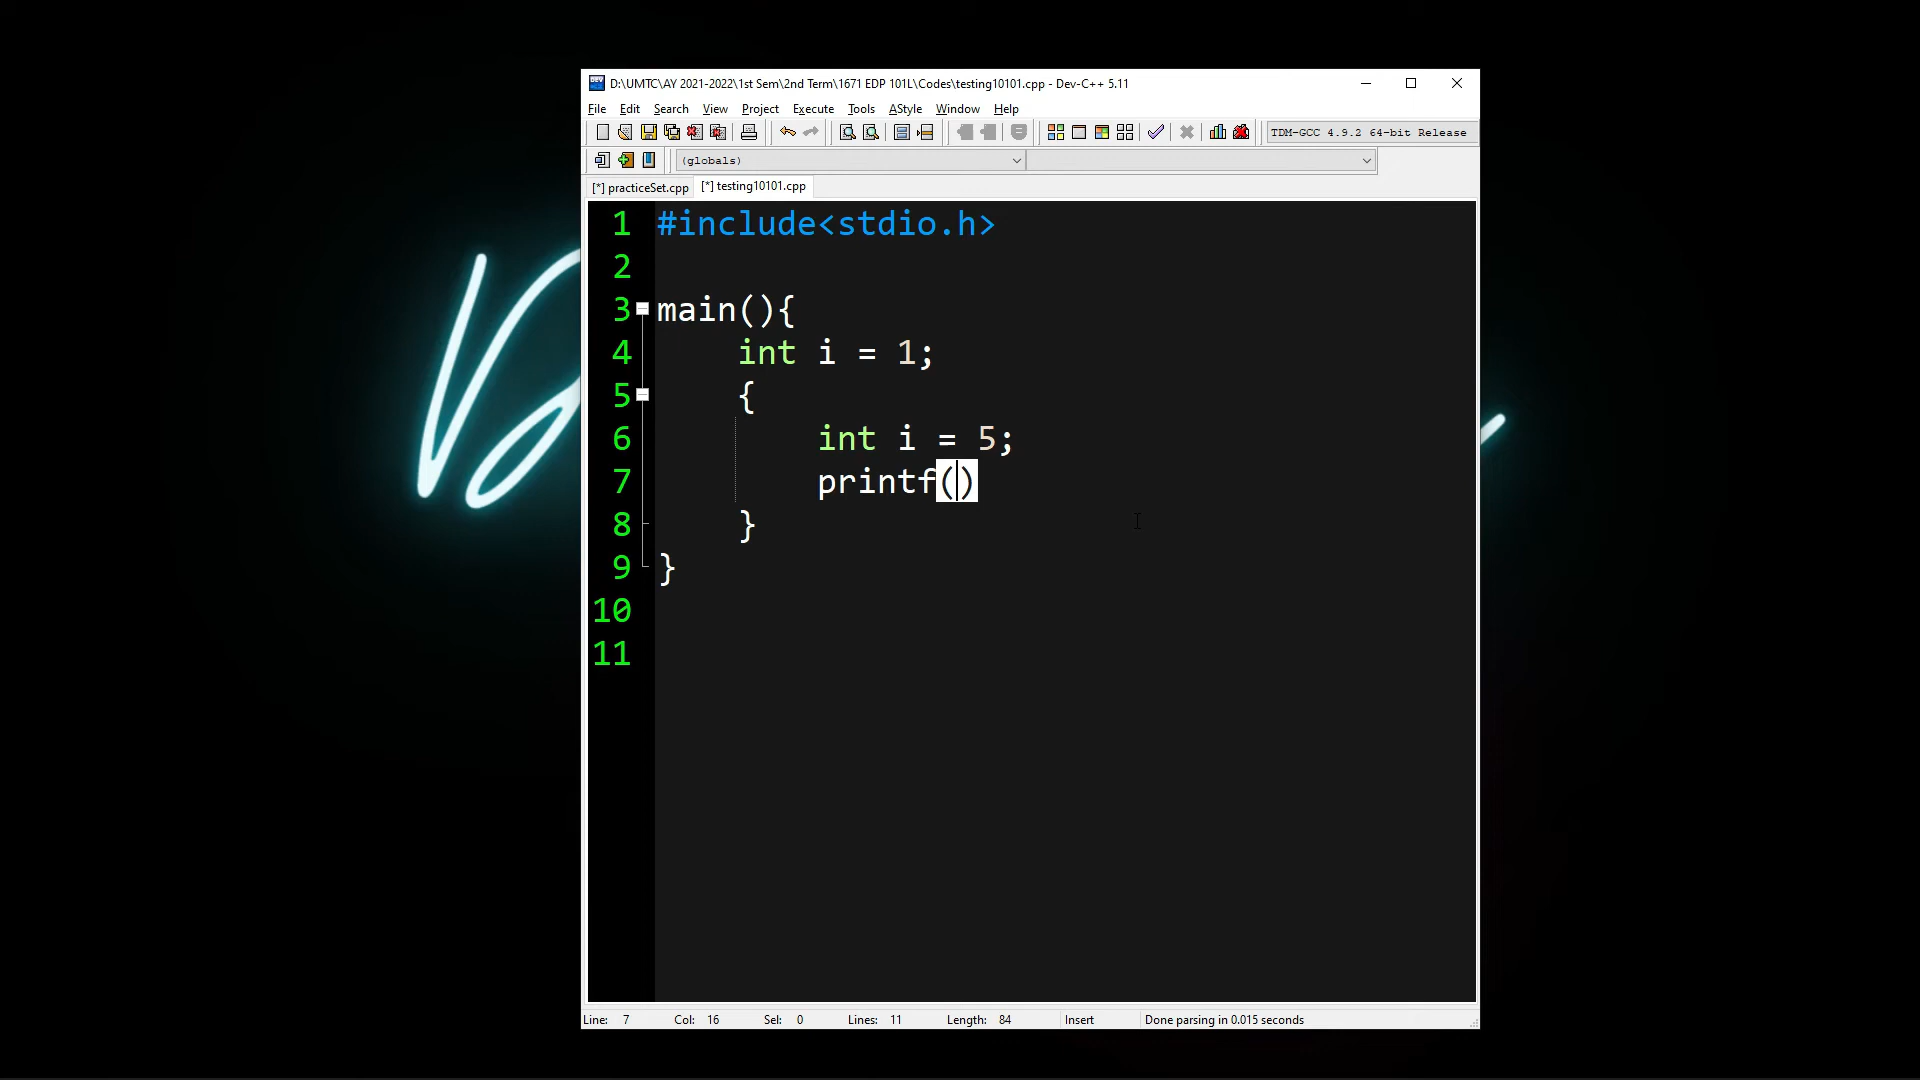 D:\UMTC\AY 2021-2022\1st Sem\2nd Term\1671 EDP 101L\Codes\testing10101.cpp - Dev-C++ 5.11
File Edit Search View Project Execute Tools AStyle Window Help
TDM-GCC 4.9.2 64-bit Release
(globals)
[*] practiceSet.cpp [*] testing10101.cpp
1 #include<stdio.h>
2
3 main(){
4 int i = 1;
5 {
6 int i = 5;
7 printf()
8 }
9 }
10
11
Line: 7 Col: 16 Sel: 0 Lines: 11 Length: 84 Insert Done parsing in 0.015 seconds